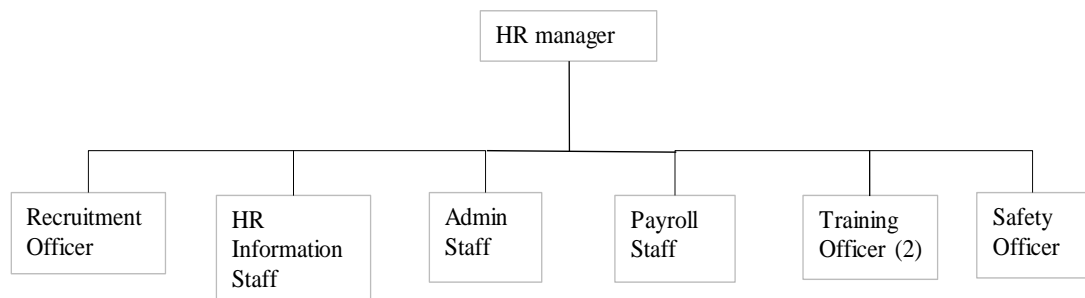 HR manager
Recruitment
Officer
HR
Information
Staff
Admin
Staff
Payroll
Staff
Training
Officer (2)
Safety
Officer